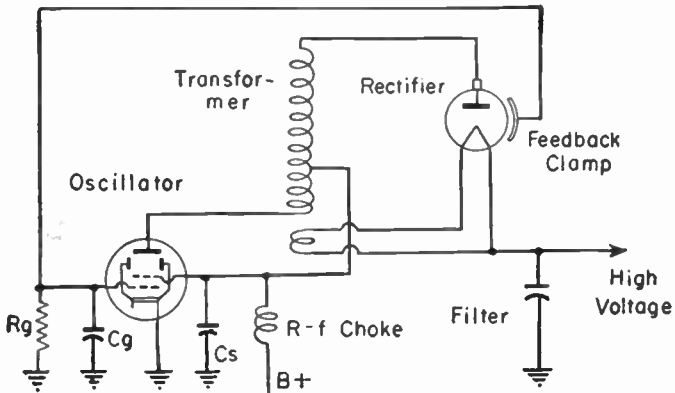 Transfor-
mer
Rectifier
Feedback
Clamp
Oscillator
High
Voltage
Filter
R-f Choke
Rg
Cg
Cs
B+